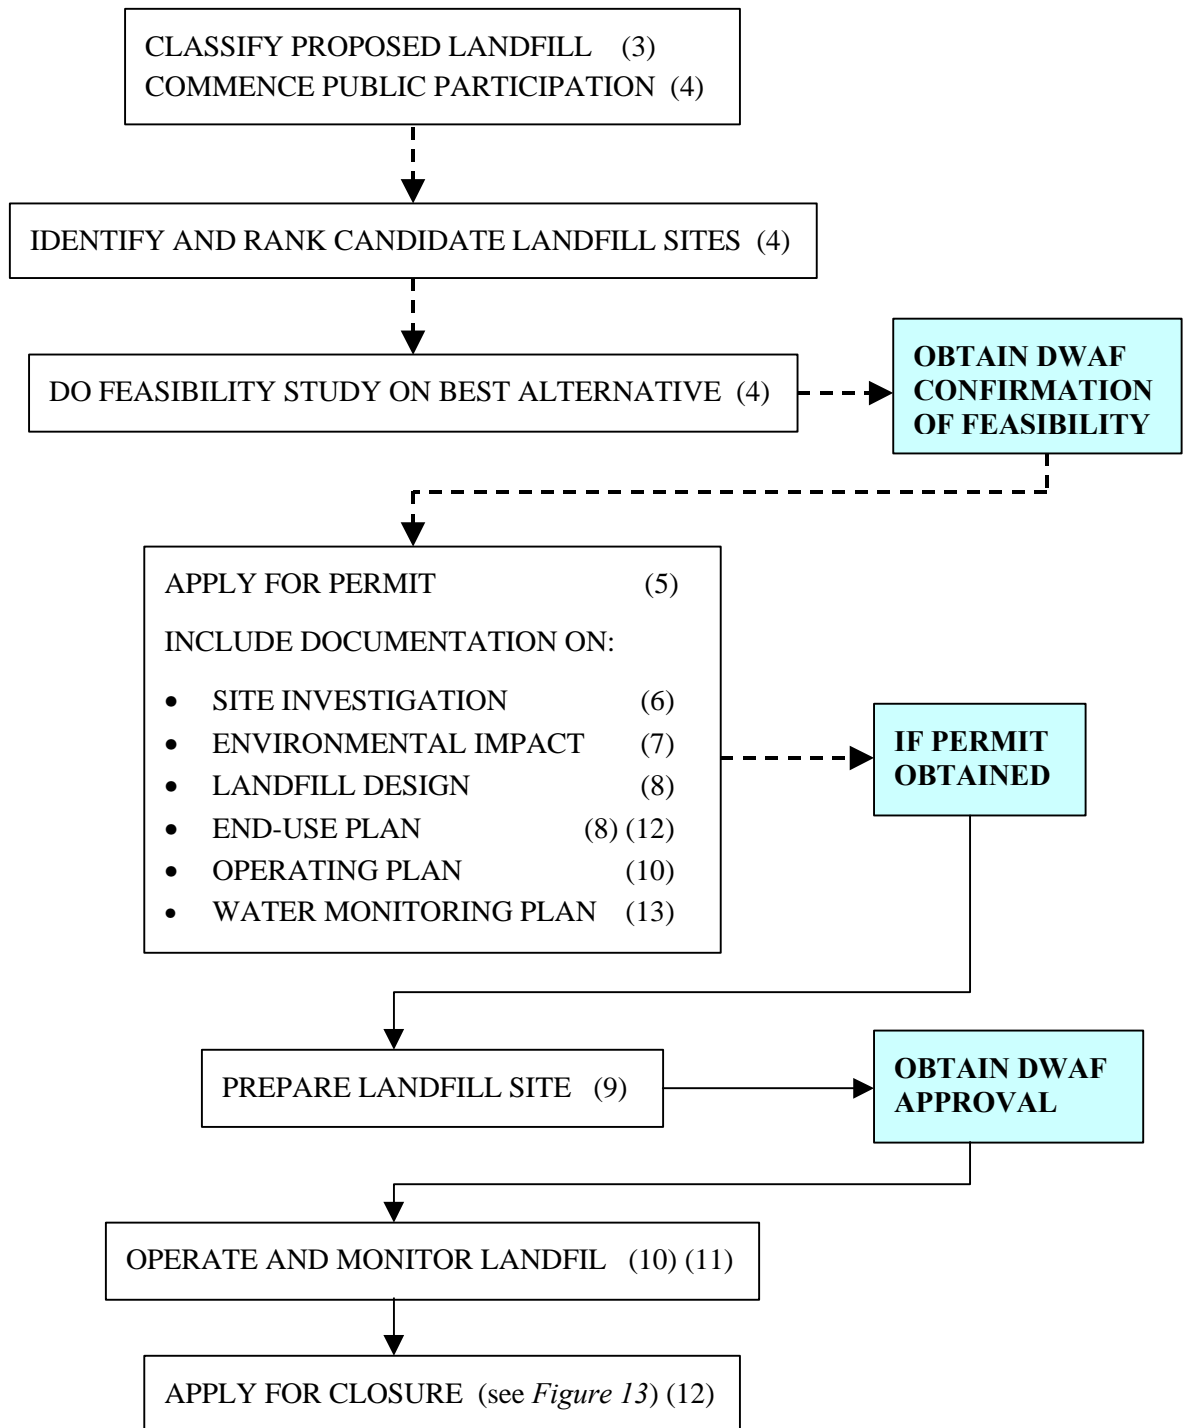 CLASSIFY PROPOSED LANDFILL (3)
COMMENCE PUBLIC PARTICIPATION (4)
IDENTIFY AND RANK CANDIDATE LANDFILL SITES (4)
DO FEASIBILITY STUDY ON BEST ALTERNATIVE (4)
OBTAIN DWAF
CONFIRMATION
OF FEASIBILITY
APPLY FOR PERMIT (5)
INCLUDE DOCUMENTATION ON:
• SITE INVESTIGATION (6)
• ENVIRONMENTAL IMPACT (7)
• LANDFILL DESIGN (8)
• END-USE PLAN (8) (12)
• OPERATING PLAN (10)
• WATER MONITORING PLAN (13)
IF PERMIT
OBTAINED
PREPARE LANDFILL SITE (9)
OBTAIN DWAF
APPROVAL
OPERATE AND MONITOR LANDFIL (10) (11)
APPLY FOR CLOSURE (see Figure 13) (12)